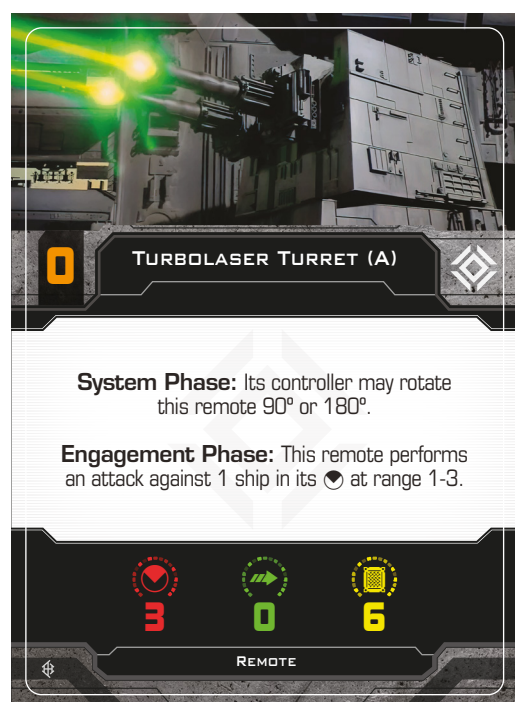 0
Turbolaser Turret (A)
System Phase: Its controller may rotate
this remote 90º or 180º.
Engagement Phase: This remote performs
an attack against 1 ship in its at range 1-3.
3 0 6
Remote